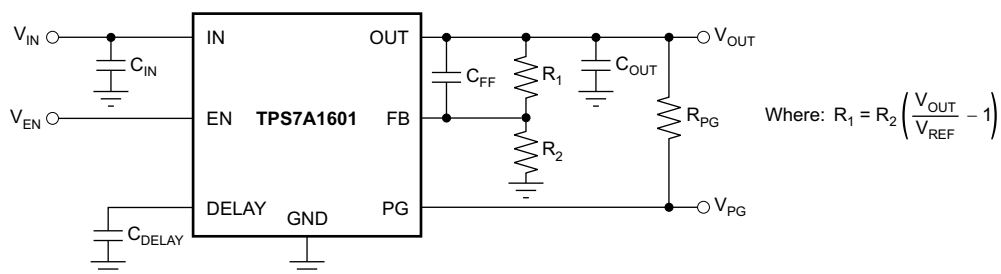 V_IN IN OUT V_OUT
C_IN C_FF R_1 C_OUT
V_EN EN TPS7A1601 FB R_PG Where: R_1 = R_2 (V_OUT / V_REF − 1)
R_2
DELAY GND PG V_PG
C_DELAY